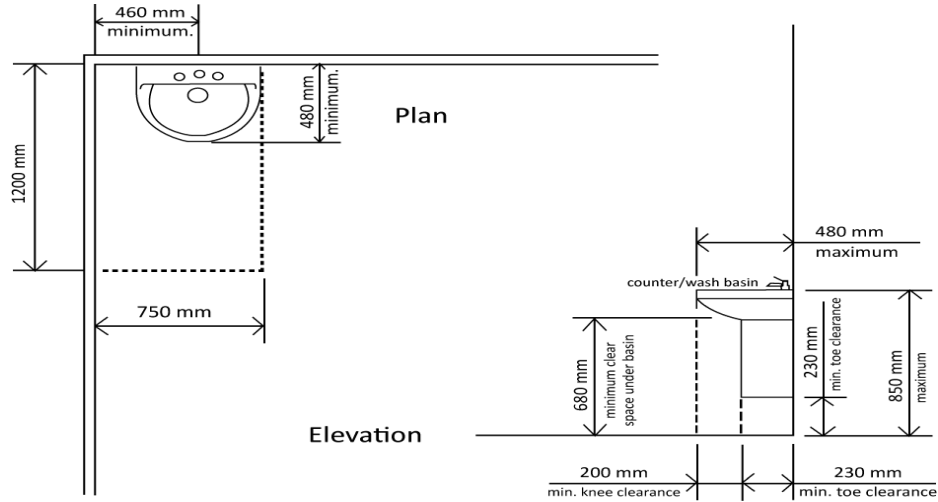 460 mm
minimum.
480 mm
minimum.
Plan
1200 mm
750 mm
480 mm
maximum
counter/wash basin
680 mm
minimum clear
space under basin
230 mm
min. toe clearance
850 mm
maximum
Elevation
200 mm
min. knee clearance
230 mm
min. toe clearance